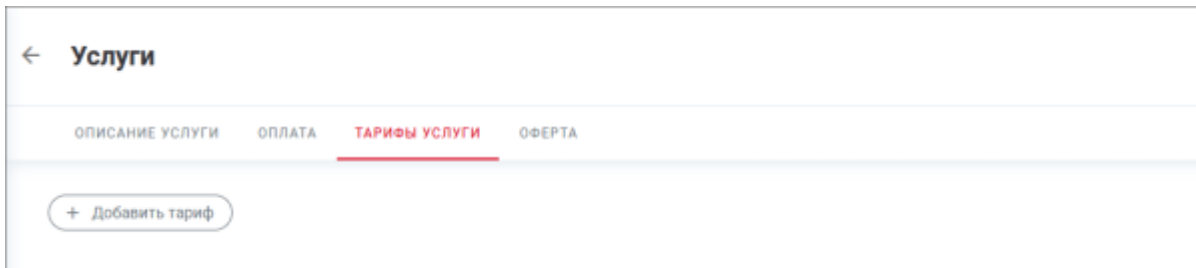 Услуги
ОПИСАНИЕ УСЛУГИ ОПЛАТА ТАРИФЫ УСЛУГИ ОФЕРТА
+ Добавить тариф